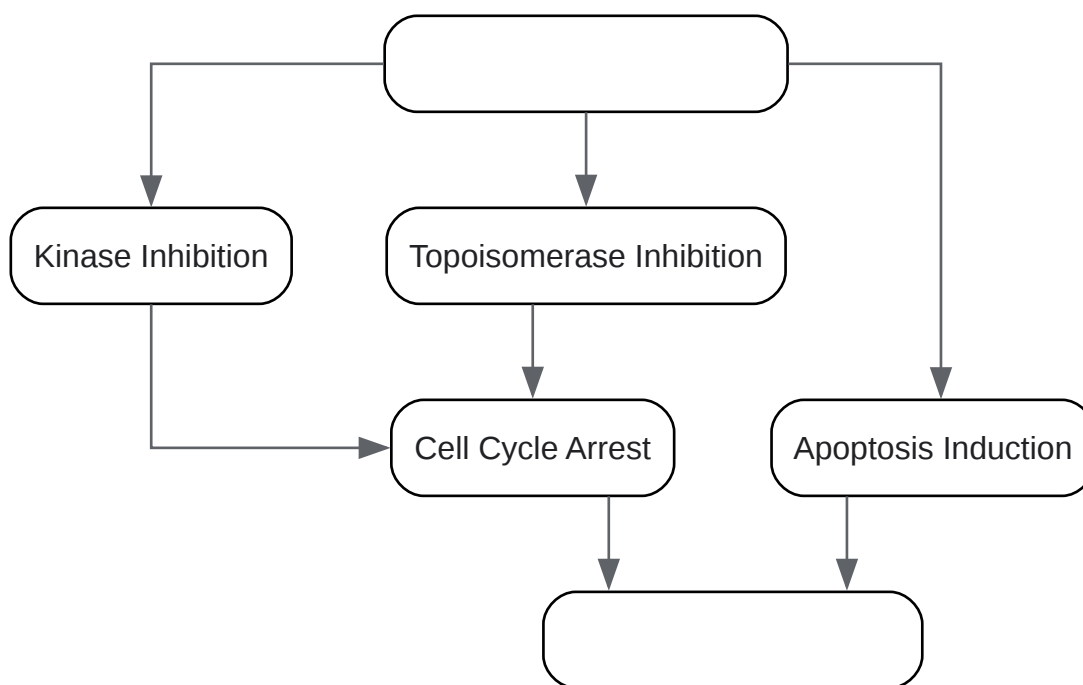 Kinase Inhibition
Topoisomerase Inhibition
Cell Cycle Arrest
Apoptosis Induction